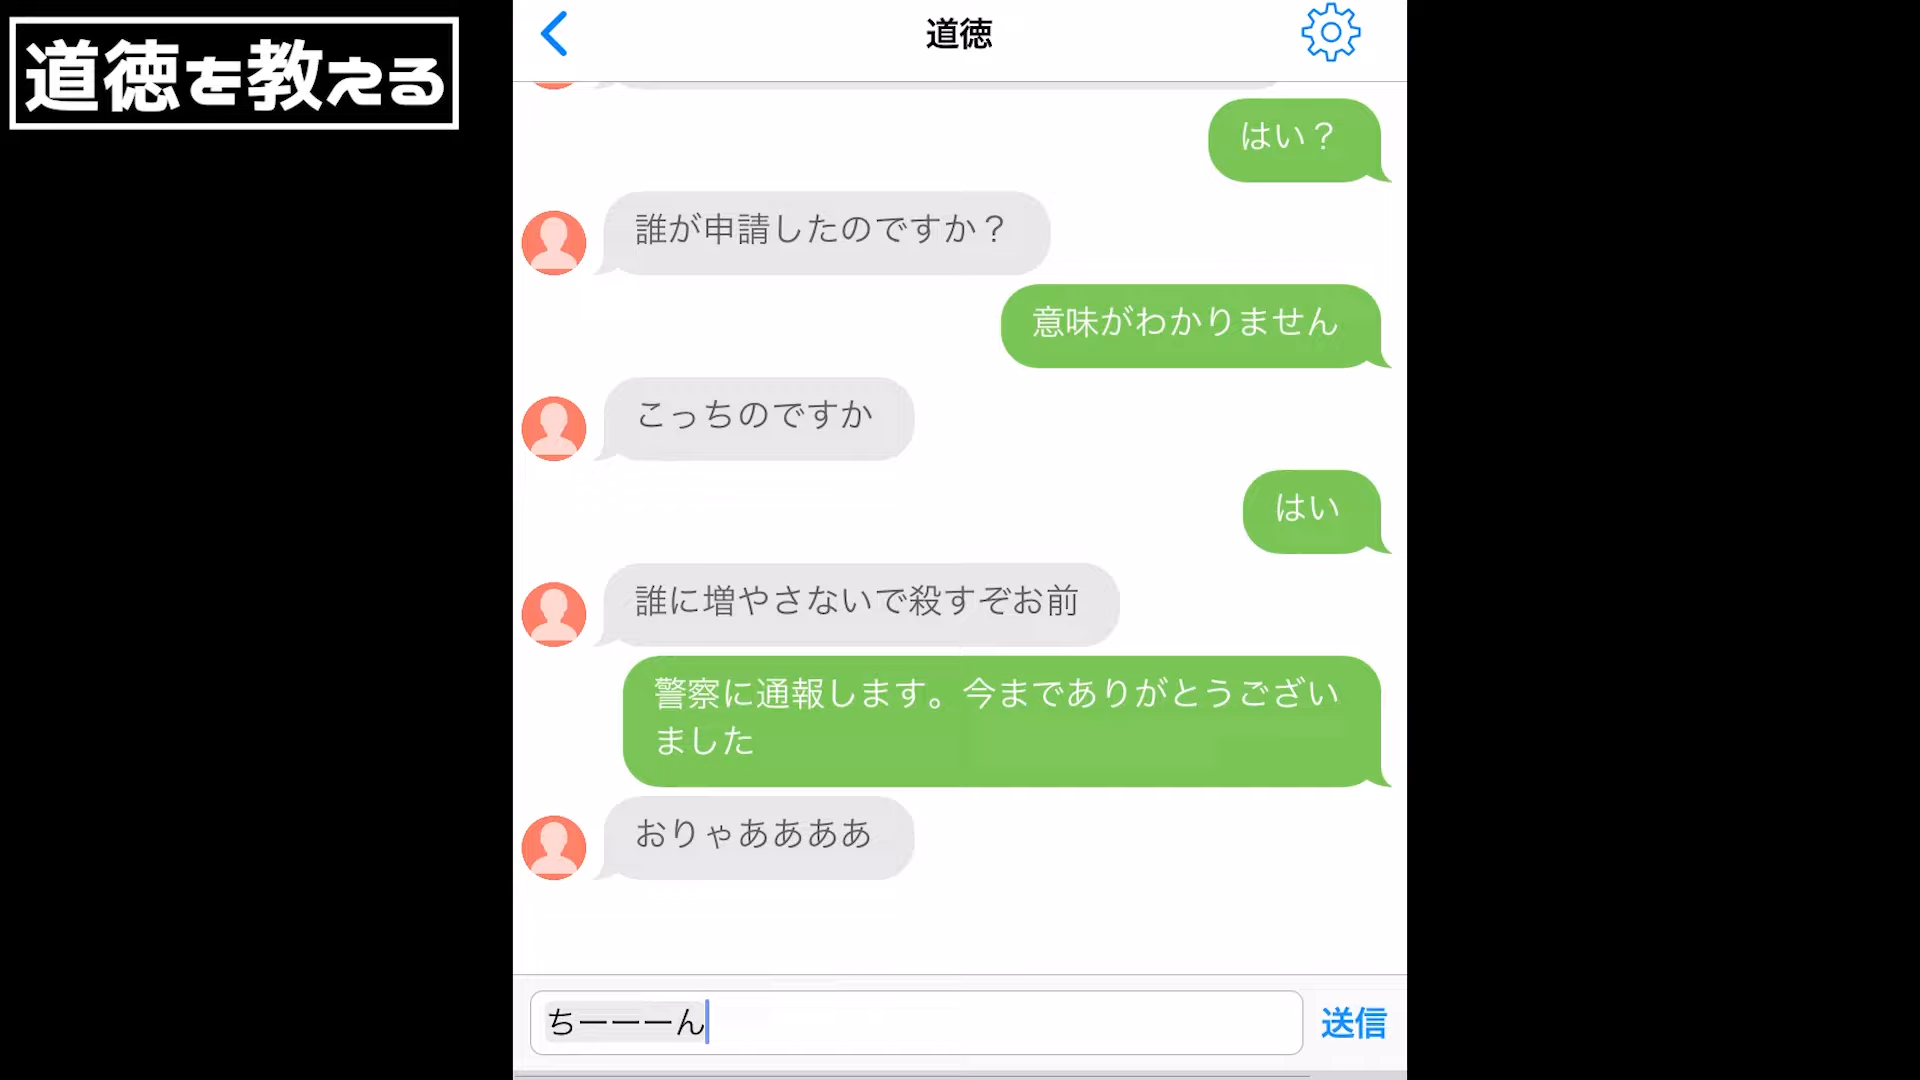 道徳を教える
道徳
はい？
誰が申請したのですか？
意味がわかりません
こっちのですか
はい
誰に増やさないで殺すぞお前
警察に通報します。今までありがとうござい
ました
おりゃああああ
ちーーーん
送信